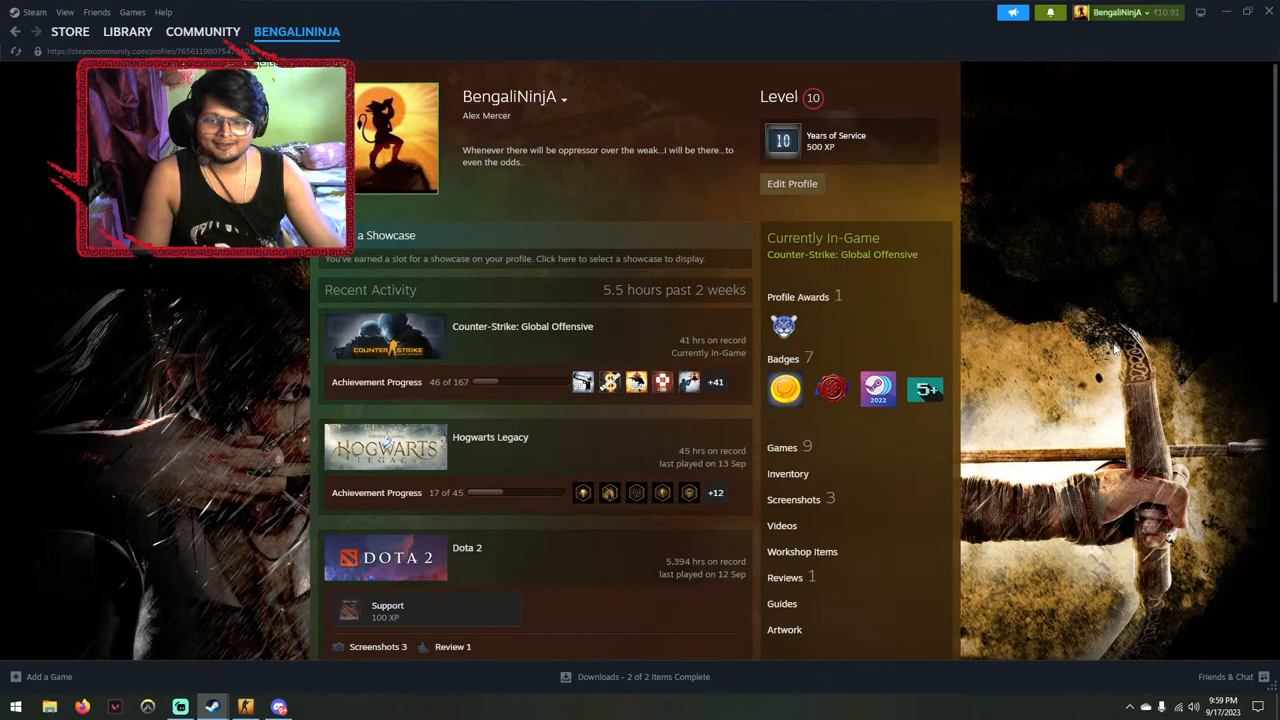 Steam View Friends Games Help
BengaliNinjA ₹10.91
STORE LIBRARY COMMUNITY BENGALININJA
BengaliNinjA
Alex Mercer
Whenever there will be oppressor over the weak...i will be there...to
even the odds..
Level 10
10 Years of Service
500 XP
Edit Profile
a Showcase
You've earned a slot for a showcase on your profile. Click here to select a showcase to display.
Recent Activity 5.5 hours past 2 weeks
COUNTER STRIKE
Counter-Strike: Global Offensive
41 hrs on record
Currently In-Game
Achievement Progress 46 of 167 +41
HOGWARTS
LEGACY
Hogwarts Legacy
45 hrs on record
last played on 13 Sep
Achievement Progress 17 of 45 +12
DOTA 2
Dota 2
5,394 hrs on record
last played on 12 Sep
Support
100 XP
Screenshots 3 Review 1
Currently In-Game
Counter-Strike: Global Offensive
Profile Awards 1
Badges 7
2022 5+
Games 9
Inventory
Screenshots 3
Videos
Workshop Items
Reviews 1
Guides
Artwork
Add a Game Downloads - 2 of 2 Items Complete Friends & Chat
9:59 PM
9/17/2023